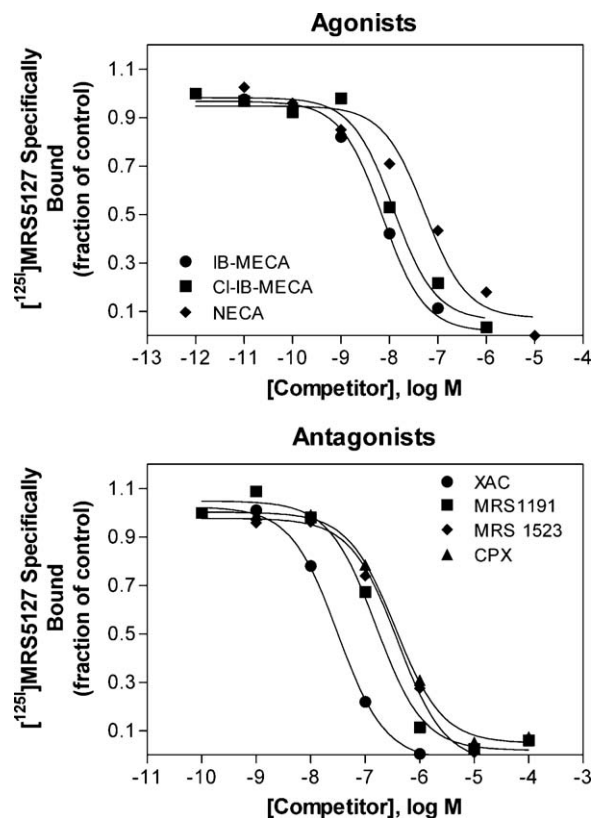 Agonists
[¹²⁵I]MRS5127 Specifically
Bound
(fraction of control)
1.1
0.9
0.7
0.5
0.3
0.1
IB-MECA
Cl-IB-MECA
NECA
-13 -12 -11 -10 -9 -8 -7 -6 -5 -4
[Competitor], log M
Antagonists
[¹²⁵I]MRS5127 Specifically
Bound
(fraction of control)
1.1
0.9
0.7
0.5
0.3
0.1
XAC
MRS1191
MRS 1523
CPX
-11 -10 -9 -8 -7 -6 -5 -4 -3
[Competitor], log M